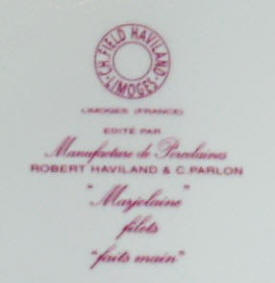 CH. FIELD HAVILAND
LIMOGES
LIMOGES (FRANCE)
EDITÉ PAR
Manufacture de Porcelaines
ROBERT HAVILAND & C. PARLON
"Marjolaine"
filets
"faits main"